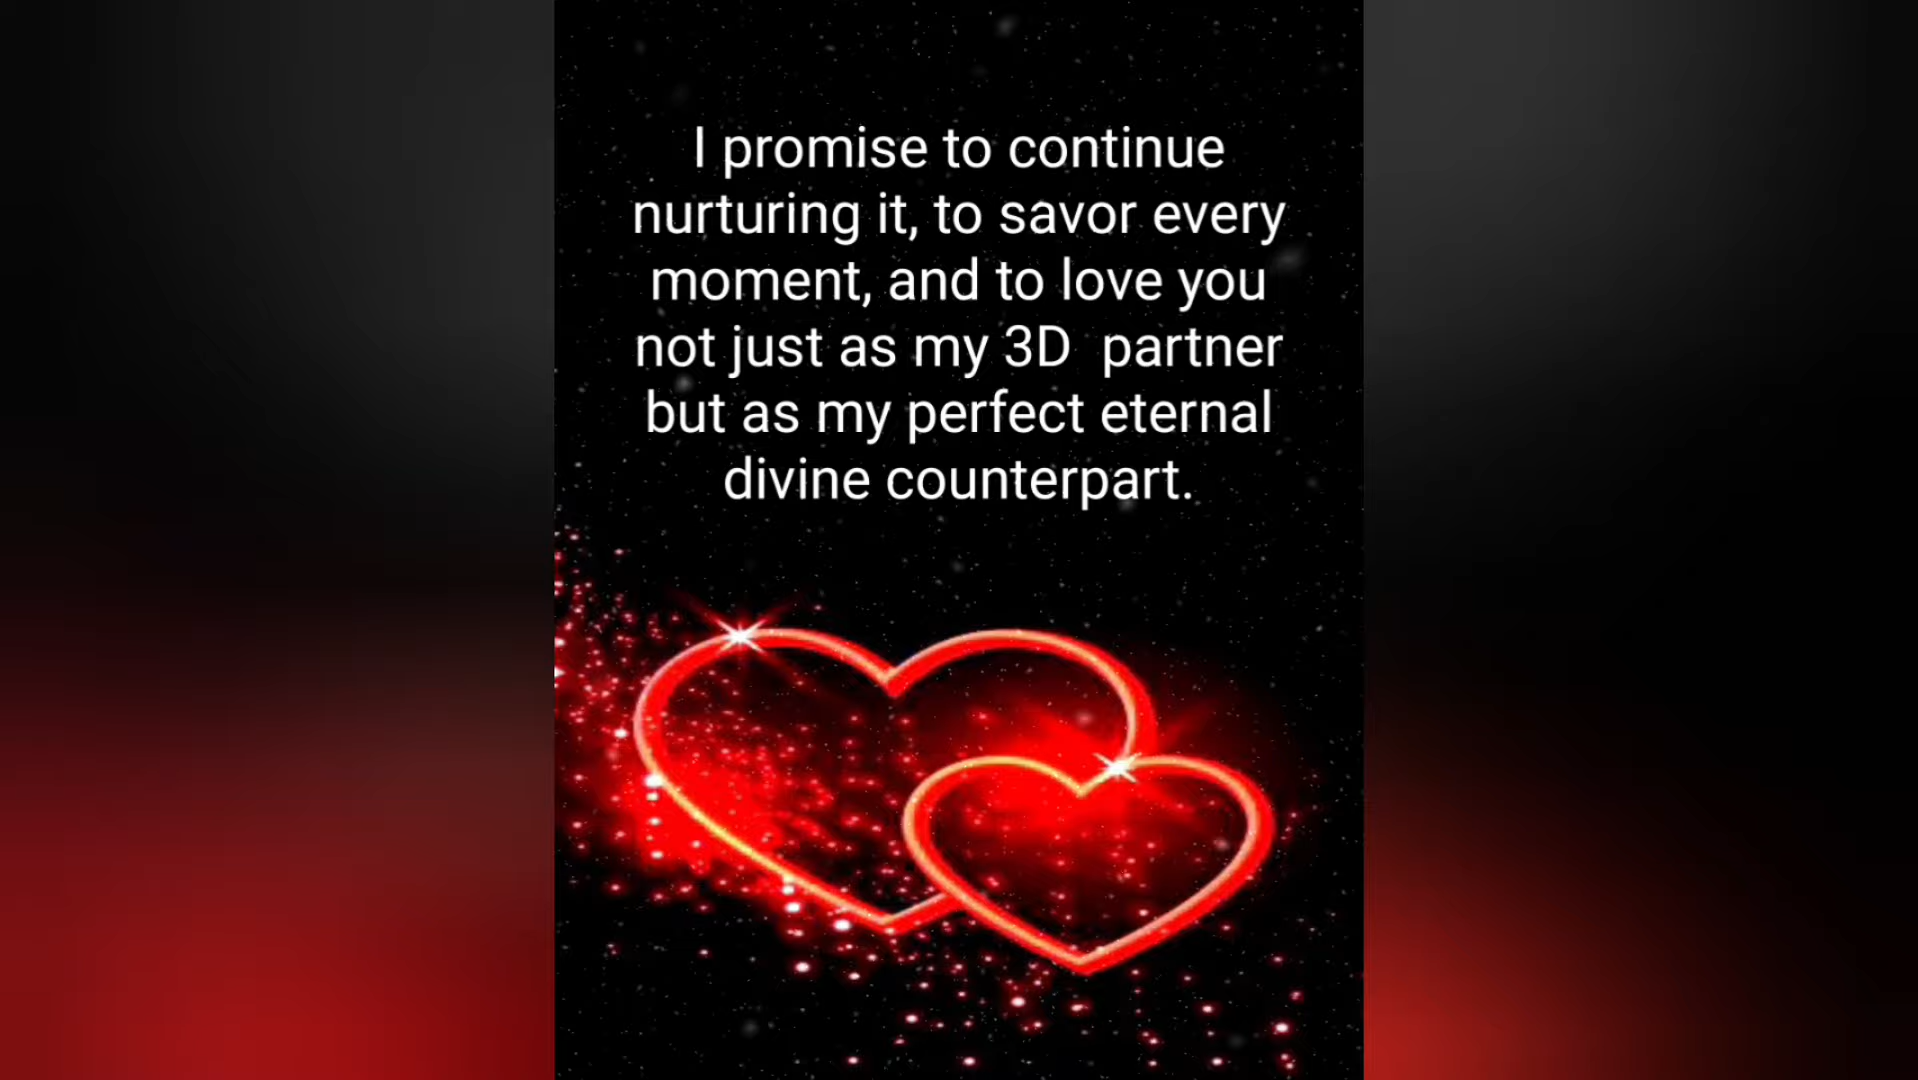 I promise to continue
nurturing it, to savor every
moment, and to love you
not just as my 3D  partner
but as my perfect eternal
divine counterpart.